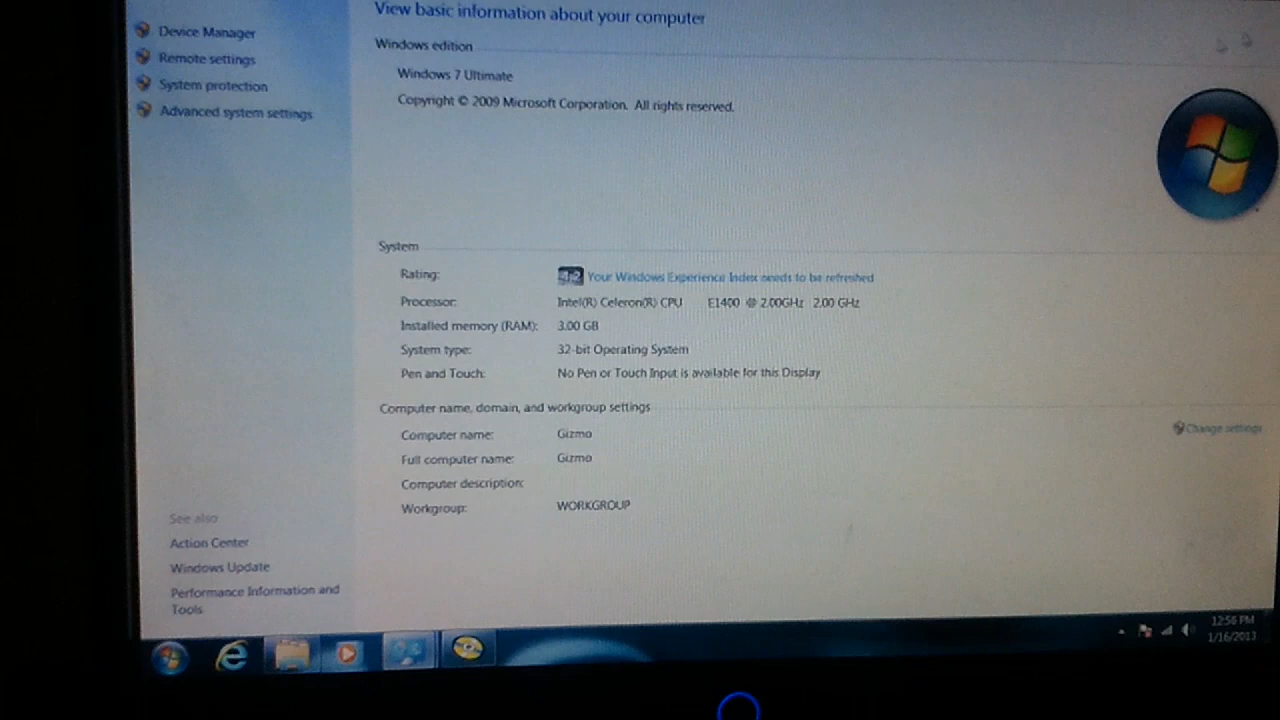 View basic information about your computer
Device Manager
Remote settings
System protection
Advanced system settings
Windows edition
Windows 7 Ultimate
Copyright © 2009 Microsoft Corporation. All rights reserved.
System
Rating: 4.2 Your Windows Experience Index needs to be refreshed
Processor: Intel(R) Celeron(R) CPU E1400 @ 2.00GHz 2.00 GHz
Installed memory (RAM): 3.00 GB
System type: 32-bit Operating System
Pen and Touch: No Pen or Touch Input is available for this Display
Computer name, domain, and workgroup settings
Computer name: Gizmo
Change settings
Full computer name: Gizmo
Computer description:
Workgroup: WORKGROUP
See also
Action Center
Windows Update
Performance Information and
Tools
12:56 PM
1/16/2013